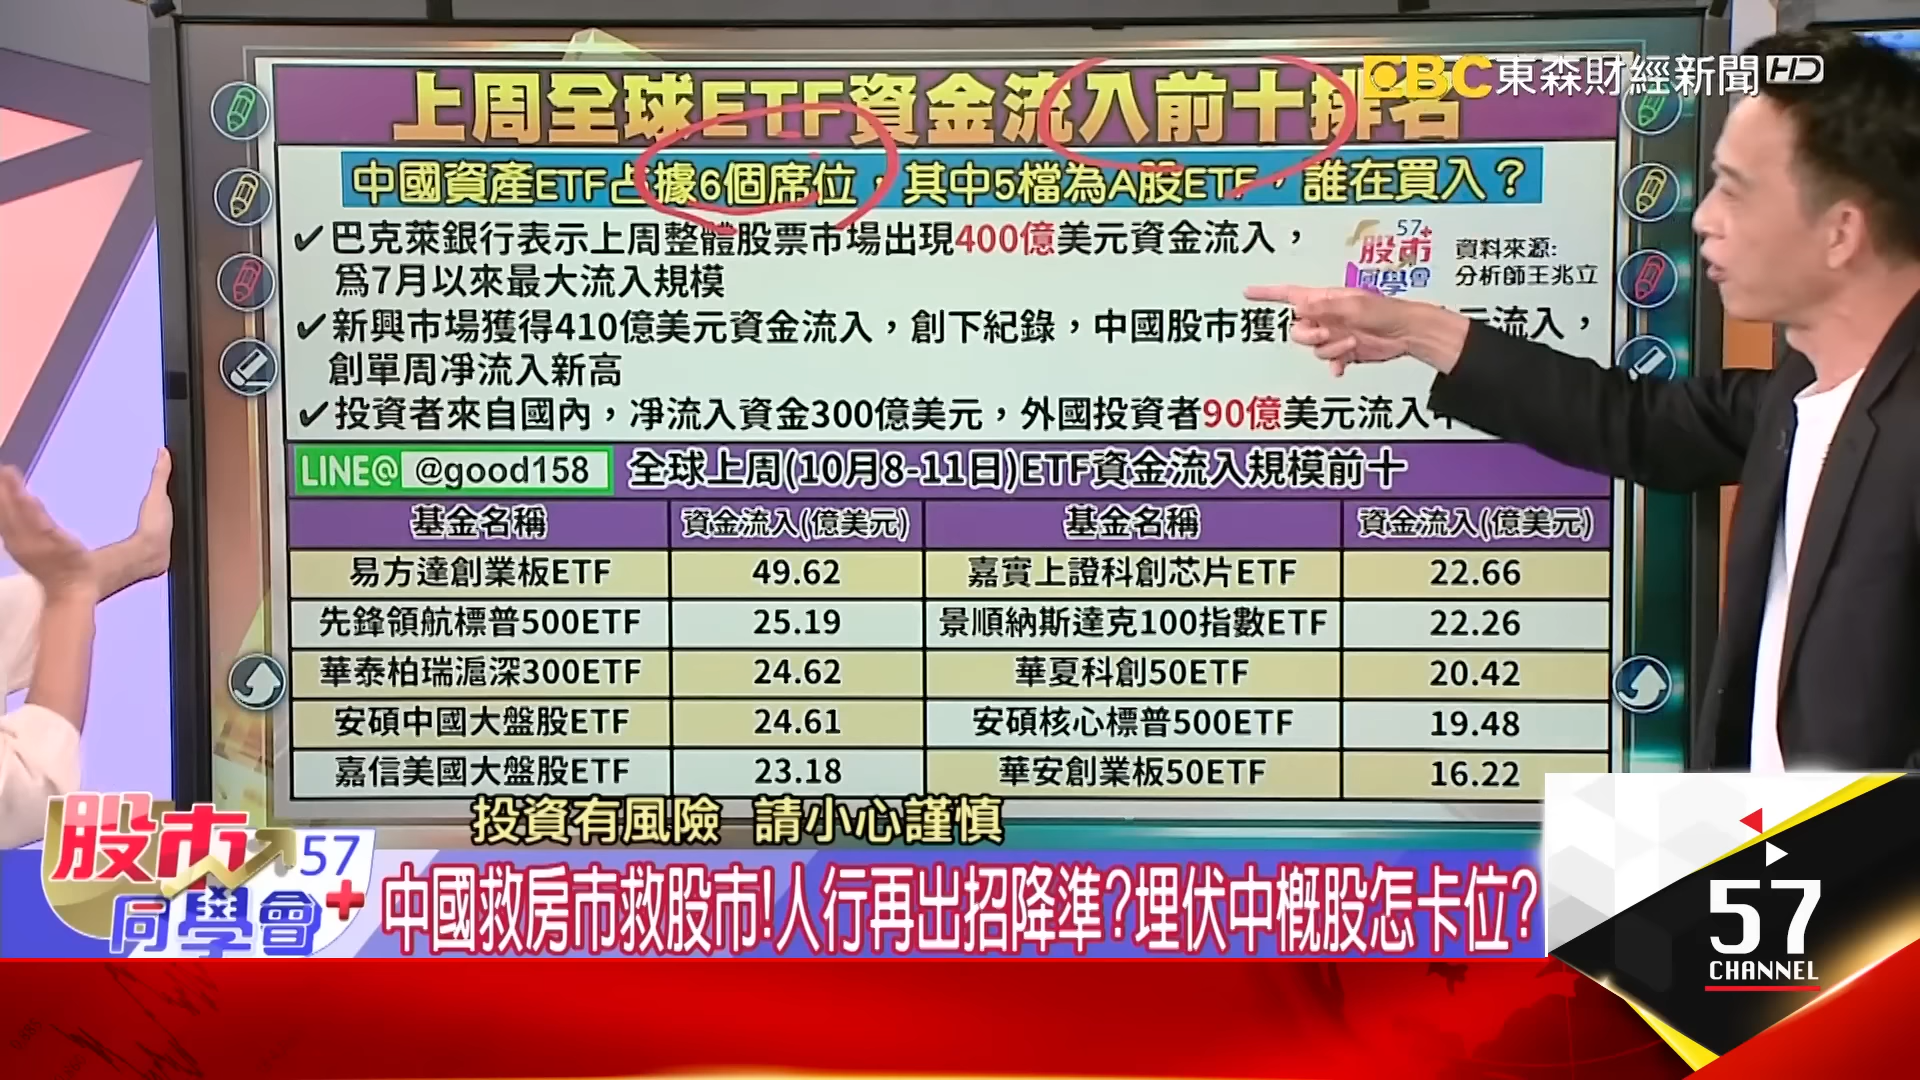 EBC 東森財經新聞 HD
上周全球ETF資金流入前十排名
中國資產ETF占據6個席位,其中5檔為A股ETF,誰在買入?
✓巴克萊銀行表示上周整體股票市場出現400億美元資金流入,
為7月以來最大流入規模
57+
股市
同學會
資料來源:
分析師王兆立
✓新興市場獲得410億美元資金流入,創下紀錄,中國股市獲得 元流入,
創單周淨流入新高
✓投資者來自國內,淨流入資金300億美元,外國投資者90億美元流入
LINE@ @good158 全球上周(10月8-11日)ETF資金流入規模前十
基金名稱 資金流入(億美元) 基金名稱 資金流入(億美元)
易方達創業板ETF 49.62 嘉實上證科創芯片ETF 22.66
先鋒領航標普500ETF 25.19 景順納斯達克100指數ETF 22.26
華泰柏瑞滬深300ETF 24.62 華夏科創50ETF 20.42
安碩中國大盤股ETF 24.61 安碩核心標普500ETF 19.48
嘉信美國大盤股ETF 23.18 華安創業板50ETF 16.22
投資有風險 請小心謹慎
股市 57
同學會+
中國救房市救股市!人行再出招降準?埋伏中概股怎卡位?
57
CHANNEL